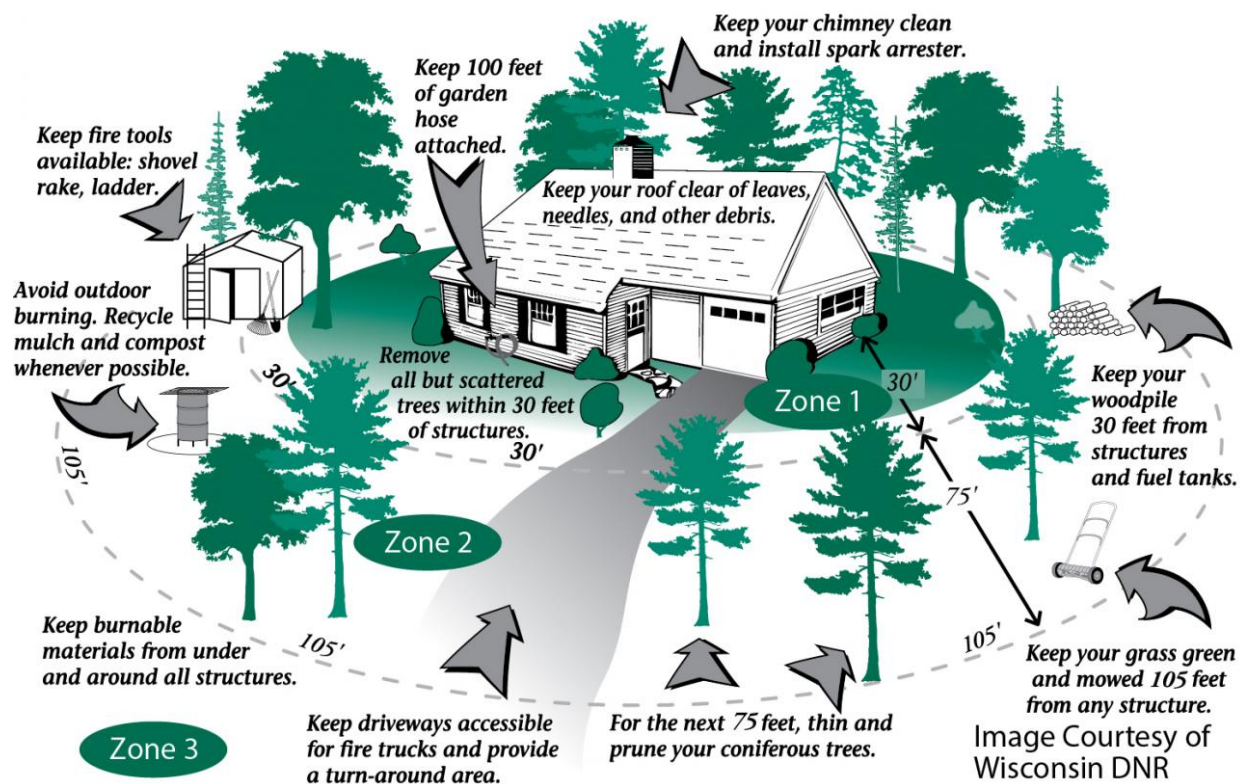 Keep your chimney clean
and install spark arrester.
Keep 100 feet
of garden
hose
attached.
Keep fire tools
available: shovel
rake, ladder.
Keep your roof clear of leaves,
needles, and other debris.
Avoid outdoor
burning. Recycle
mulch and compost
whenever possible.
Remove
all but scattered
trees within 30 feet
of structures.
30'
30'
30'
Zone 1
Keep your
woodpile
30 feet from
structures
and fuel tanks.
105'
75'
Zone 2
Keep burnable
materials from under
and around all structures.
105'
105'
Keep your grass green
and mowed 105 feet
from any structure.
Keep driveways accessible
for fire trucks and provide
a turn-around area.
For the next 75 feet, thin and
prune your coniferous trees.
Zone 3
Image Courtesy of
Wisconsin DNR